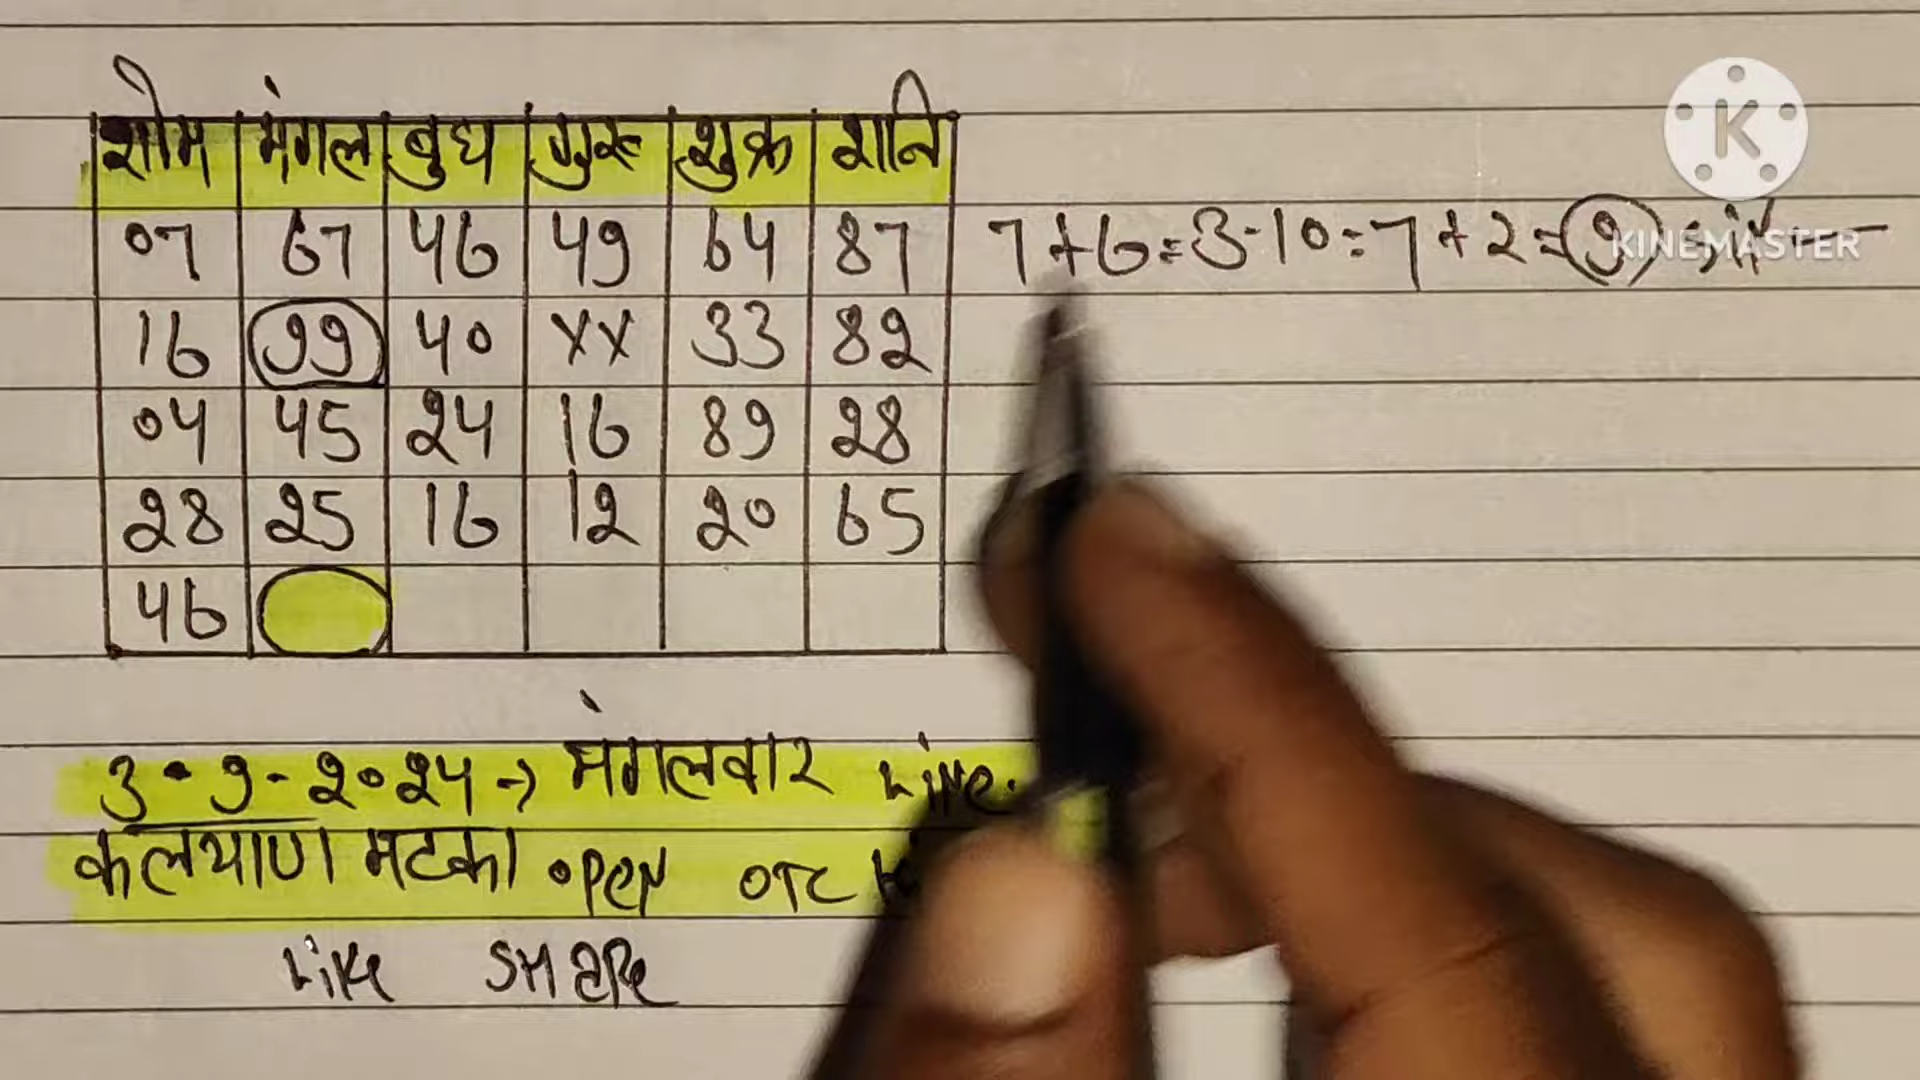 शोम मंगल बुध गुरू शुक्र शनि
07 67 46 49 64 87
7+6=3-10=7+2=9
16 99 40 XX 33 82
04 45 24 16 89 28
28 25 16 12 20 65
46
3-9-2024→ मंगलवार
कलयाण मटका OPEN OTC
Like SHARE
K
KINEMASTER